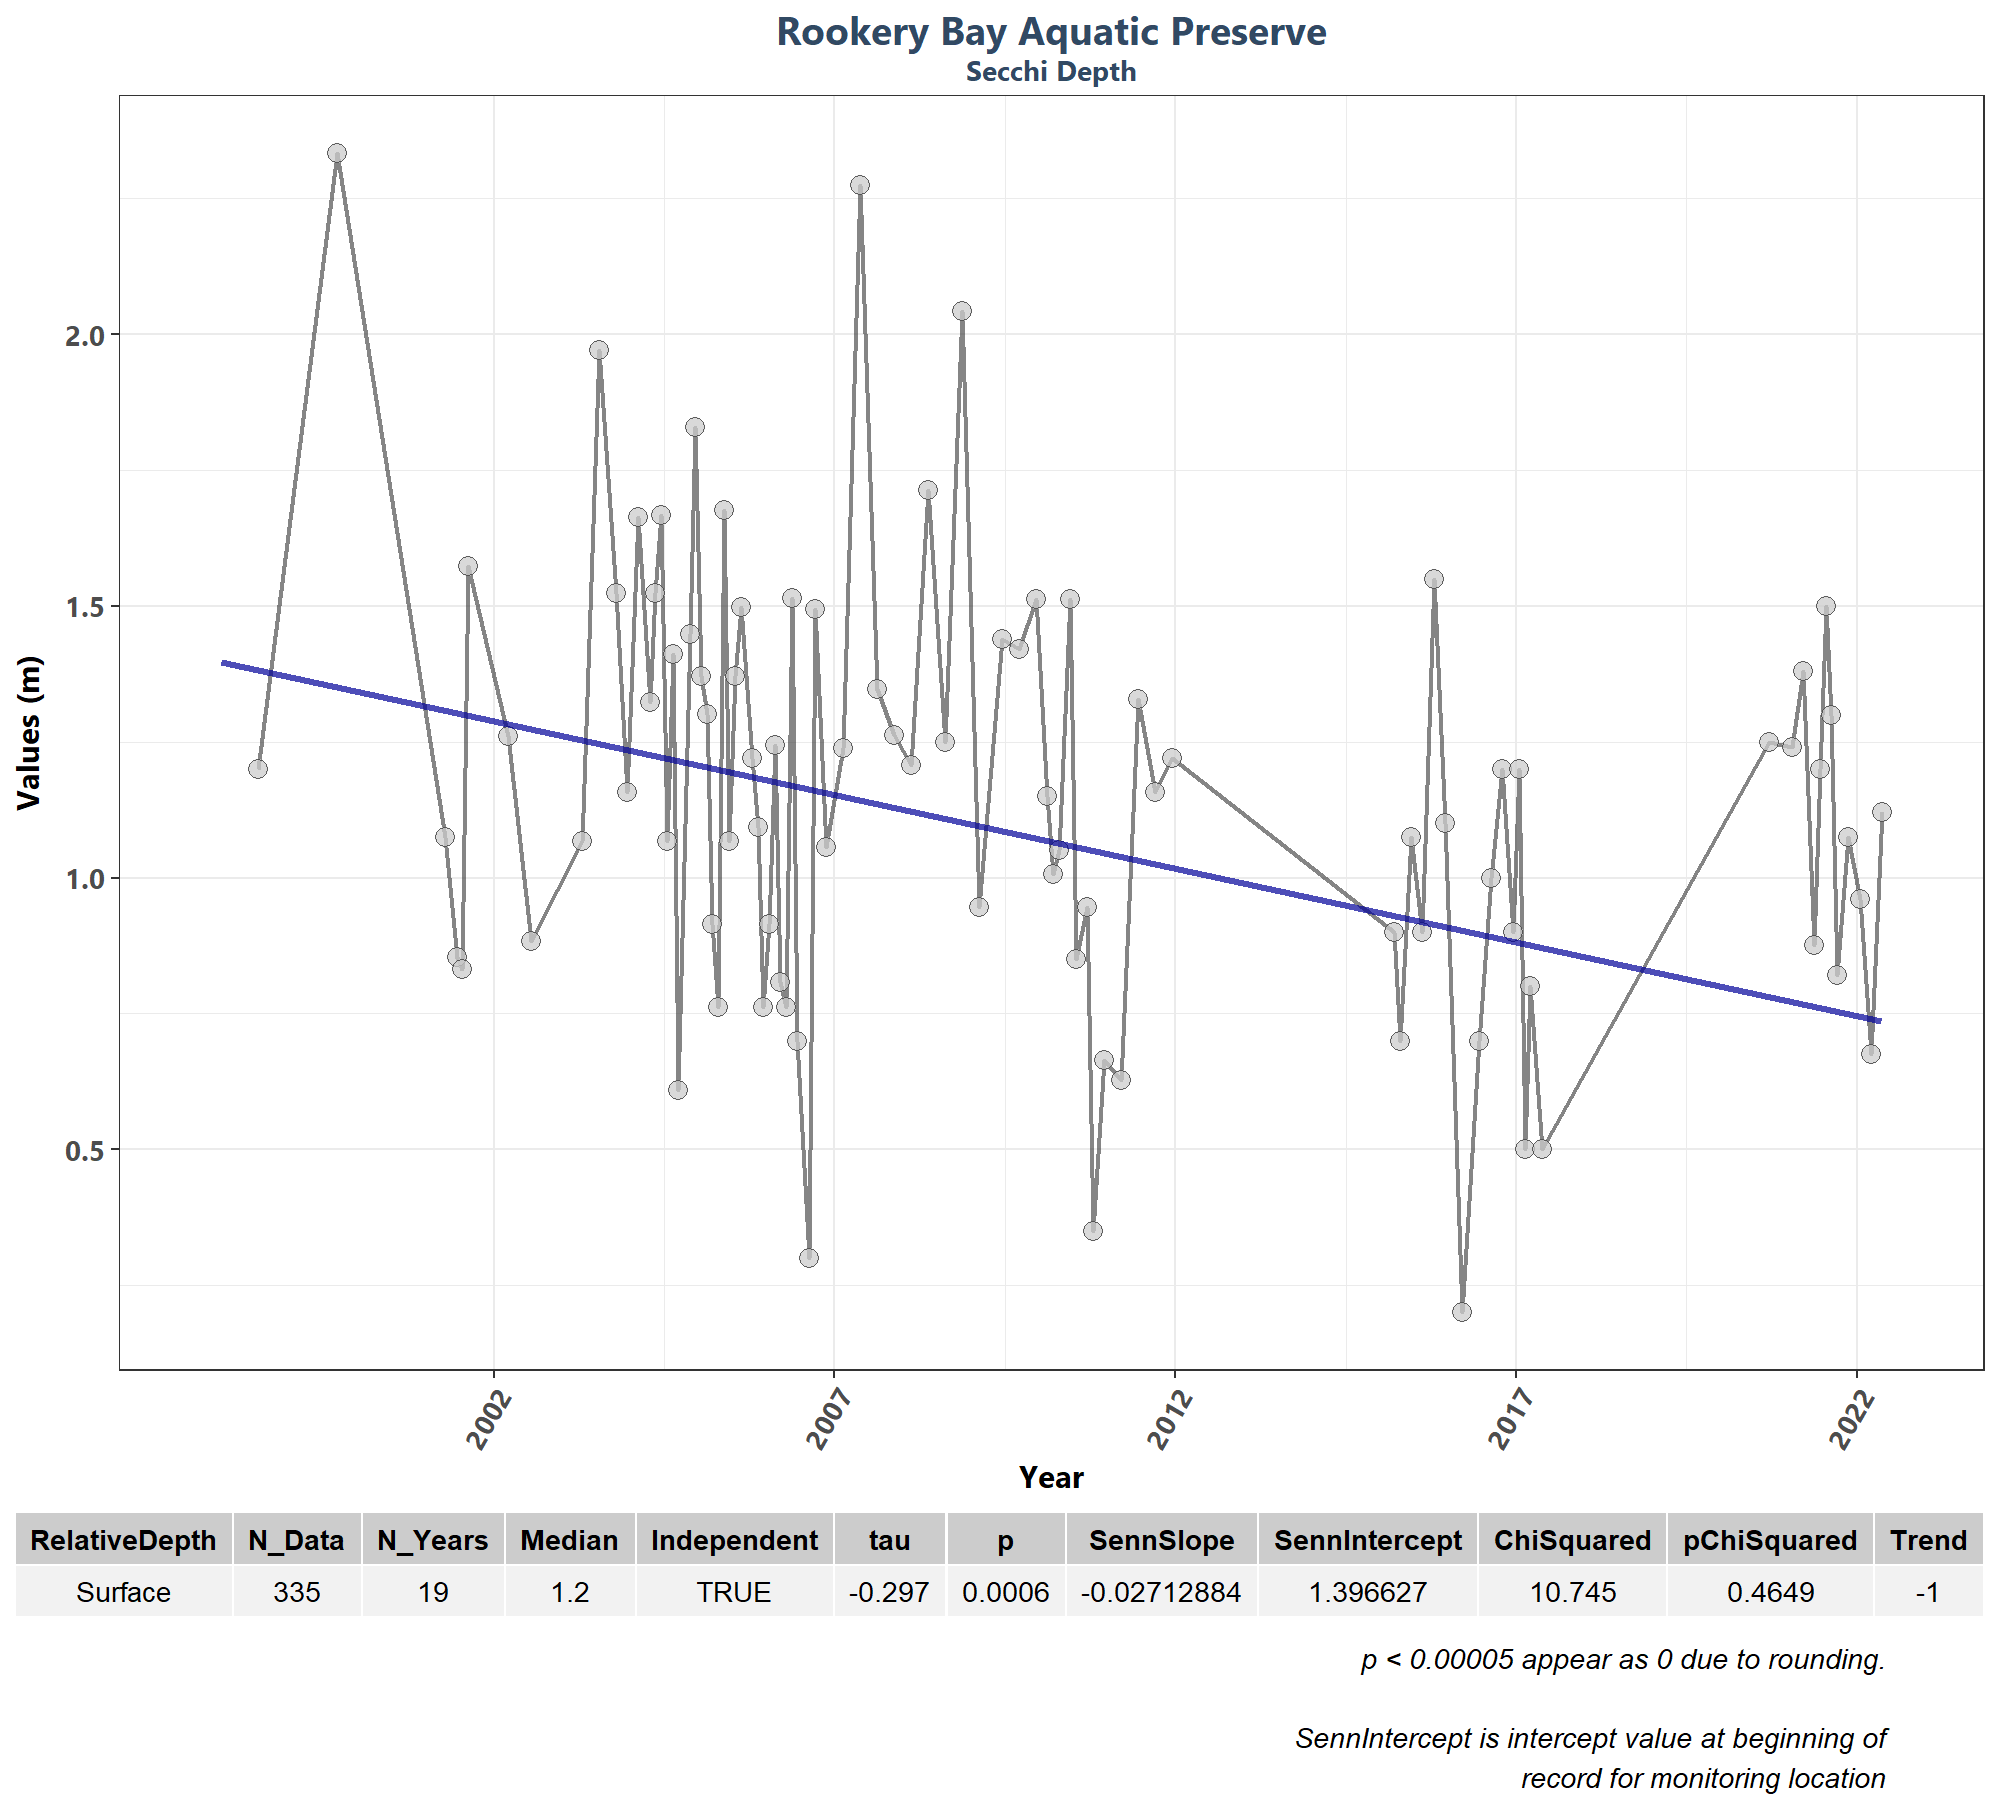 Rookery Bay Aquatic Preserve
Secchi Depth
Values (m)
2.0
1.5
1.0
0.5
2002 2007 2012 2017 2022
Year
RelativeDepth N_Data N_Years Median Independent tau p SennSlope SennIntercept ChiSquared pChiSquared Trend
Surface 335 19 1.2 TRUE -0.297 0.0006 -0.02712884 1.396627 10.745 0.4649 -1
p < 0.00005 appear as 0 due to rounding.
SennIntercept is intercept value at beginning of
record for monitoring location